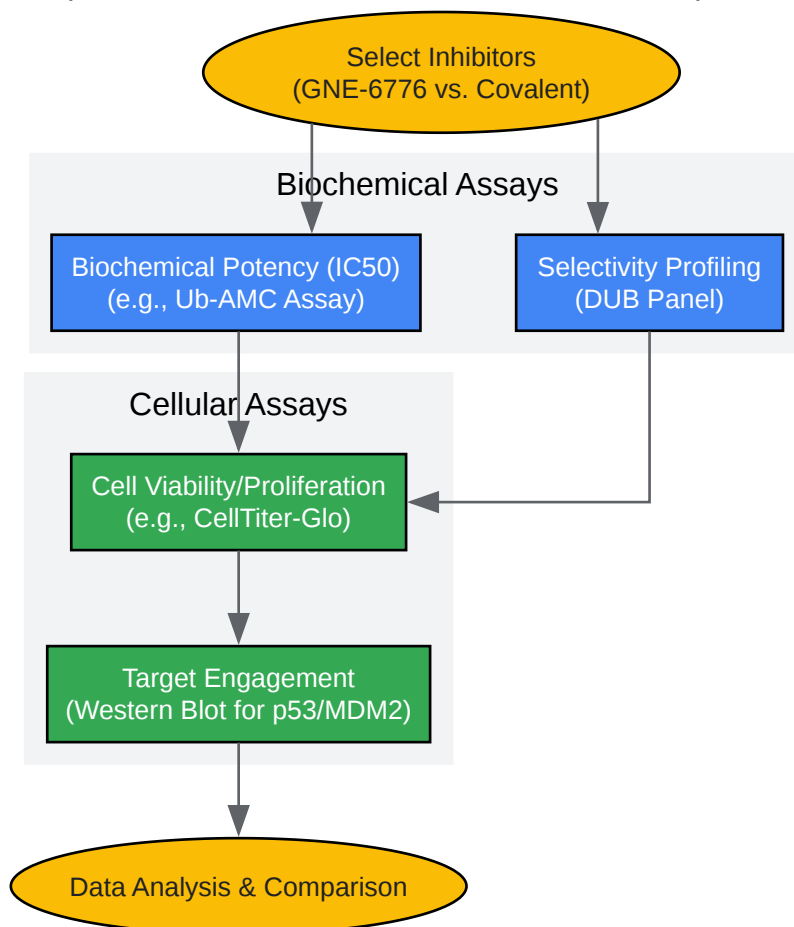 Select Inhibitors
(GNE-6776 vs. Covalent)
Biochemical Assays
Biochemical Potency (IC50)
(e.g., Ub-AMC Assay)
Selectivity Profiling
(DUB Panel)
Cellular Assays
Cell Viability/Proliferation
(e.g., CellTiter-Glo)
Target Engagement
(Western Blot for p53/MDM2)
Data Analysis & Comparison